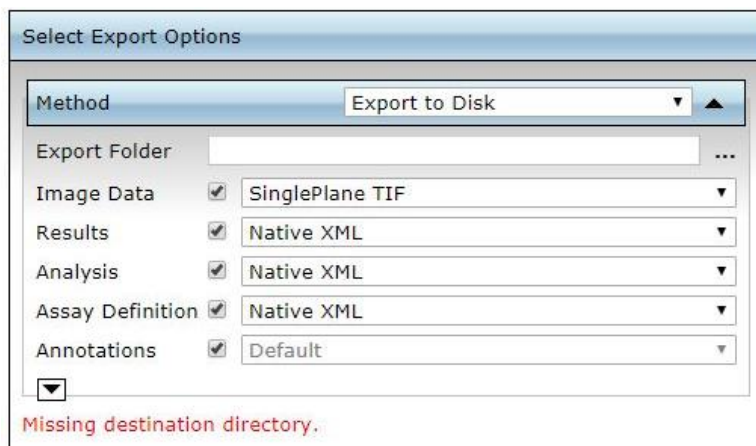 Select Export Options
Method Export to Disk
Export Folder ...
Image Data SinglePlane TIF
Results Native XML
Analysis Native XML
Assay Definition Native XML
Annotations Default
Missing destination directory.